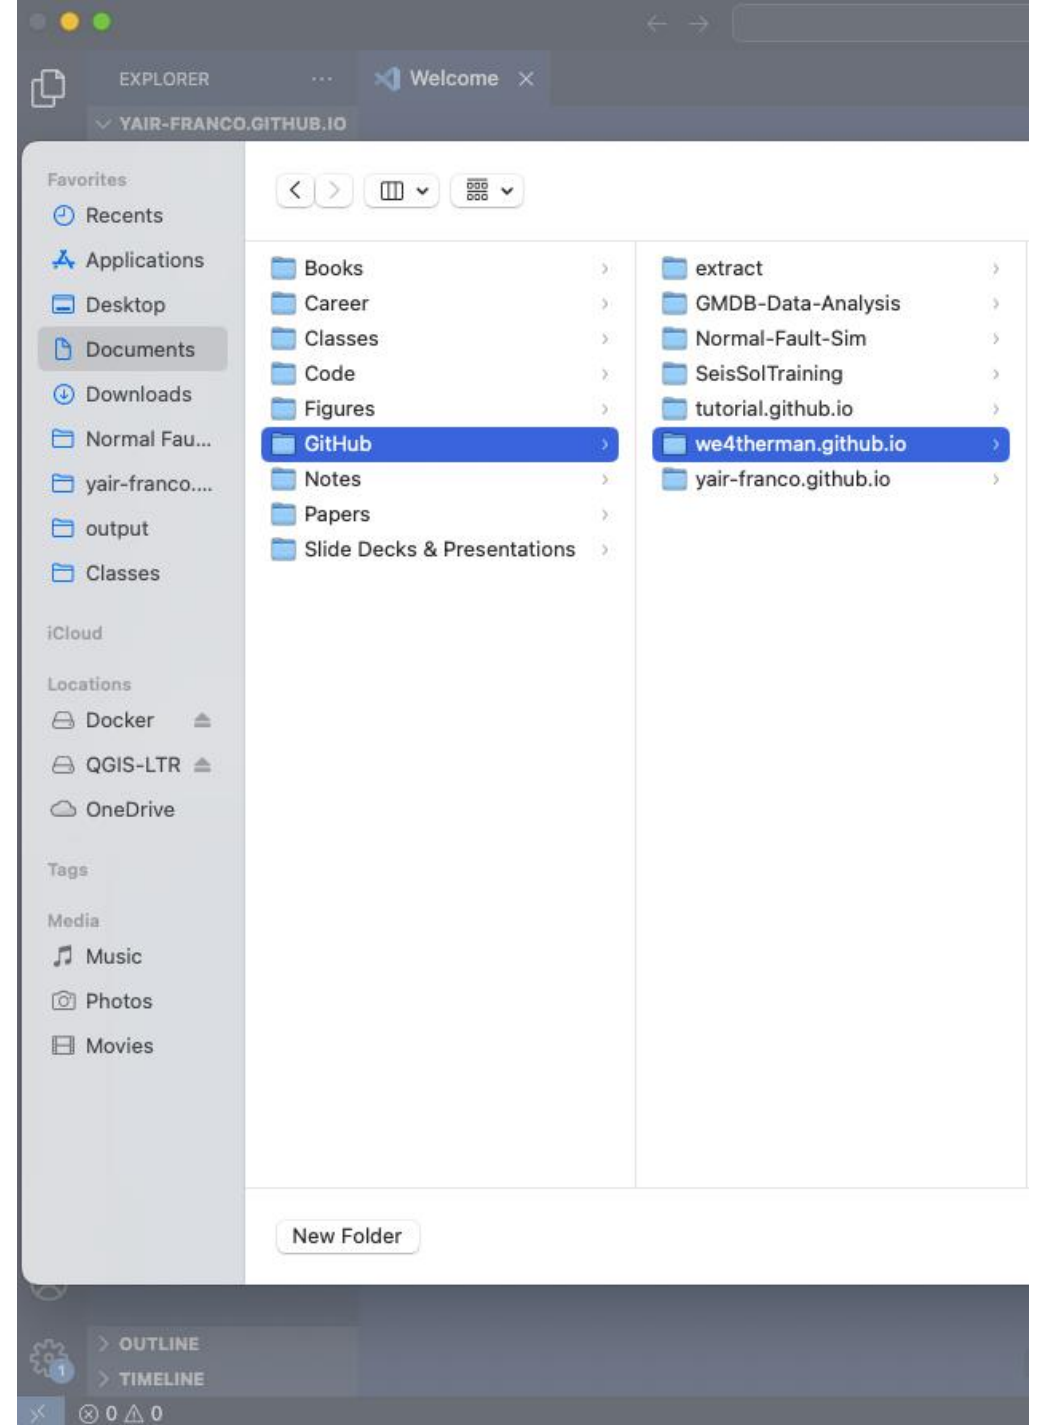 EXPLORER ... Welcome
YAIR-FRANCO.GITHUB.IO
Favorites
Recents
Applications
Desktop
Documents
Downloads
Normal Fau...
yair-franco....
output
Classes
iCloud
Locations
Docker
QGIS-LTR
OneDrive
Tags
Media
Music
Photos
Movies
Books
Career
Classes
Code
Figures
GitHub
Notes
Papers
Slide Decks & Presentations
extract
GMDB-Data-Analysis
Normal-Fault-Sim
SeisSolTraining
tutorial.github.io
we4therman.github.io
yair-franco.github.io
New Folder
OUTLINE
1
TIMELINE
0 0